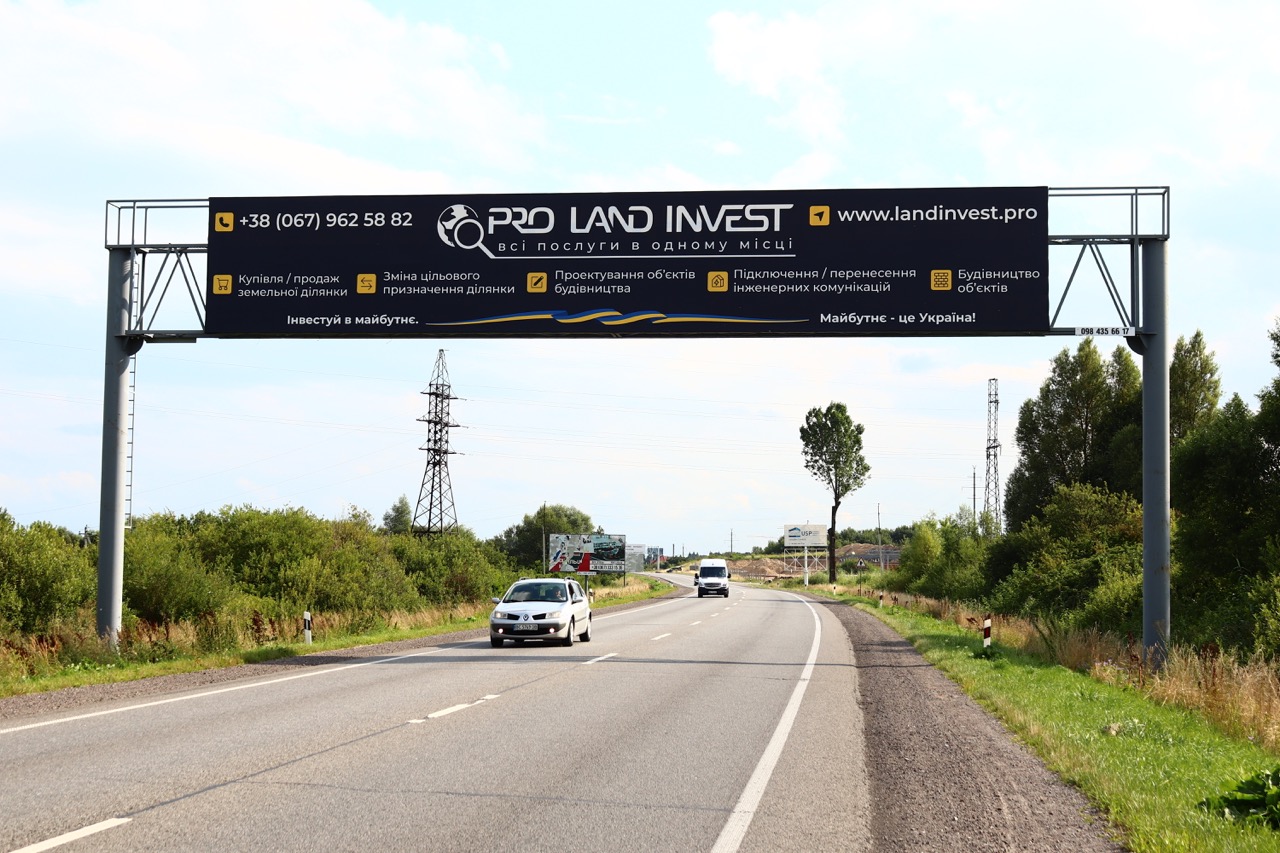 +38 (067) 962 58 82
PRO LAND INVEST
всі послуги в одному місці
www.landinvest.pro
Купівля / продаж
земельної ділянки
Зміна цільового
призначення ділянки
Проектування об'єктів
будівництва
Підключення / перенесення
інженерних комунікацій
Будівництво
об'єктів
Інвестуй в майбутнє.
Майбутнє - це Україна!
098 435 66 17
USP